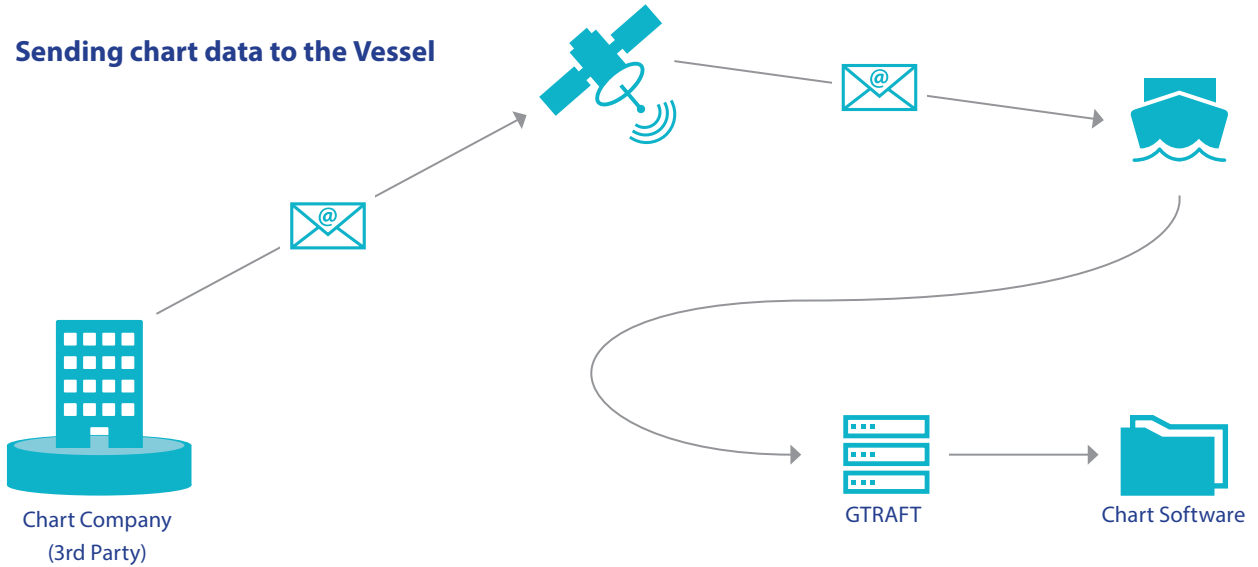 Sending chart data to the Vessel
@
@
Chart Company
(3rd Party)
GTRAFT
Chart Software